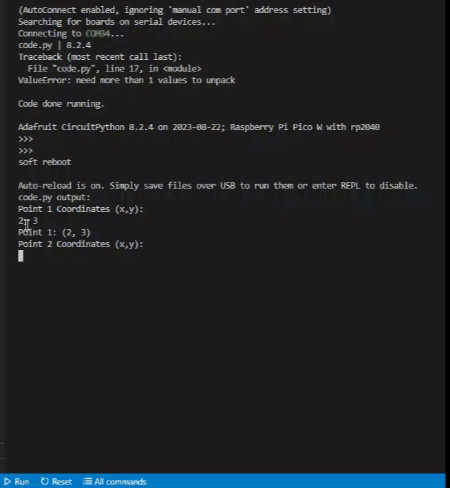 (AutoConnect enabled, ignoring 'manual com port' address setting)
Searching for boards on serial devices...
Connecting to COM34...
code.py | 8.2.4
Traceback (most recent call last):
File "code.py", line 17, in <module>
ValueError: need more than 1 values to unpack
Code done running.
Adafruit CircuitPython 8.2.4 on 2023-08-22; Raspberry Pi Pico W with rp2040
>>>
>>>
soft reboot
Auto-reload is on. Simply save files over USB to run them or enter REPL to disable.
code.py output:
Point 1 Coordinates (x,y):
2, 3
Point 1: (2, 3)
Point 2 Coordinates (x,y):
Run Reset All commands